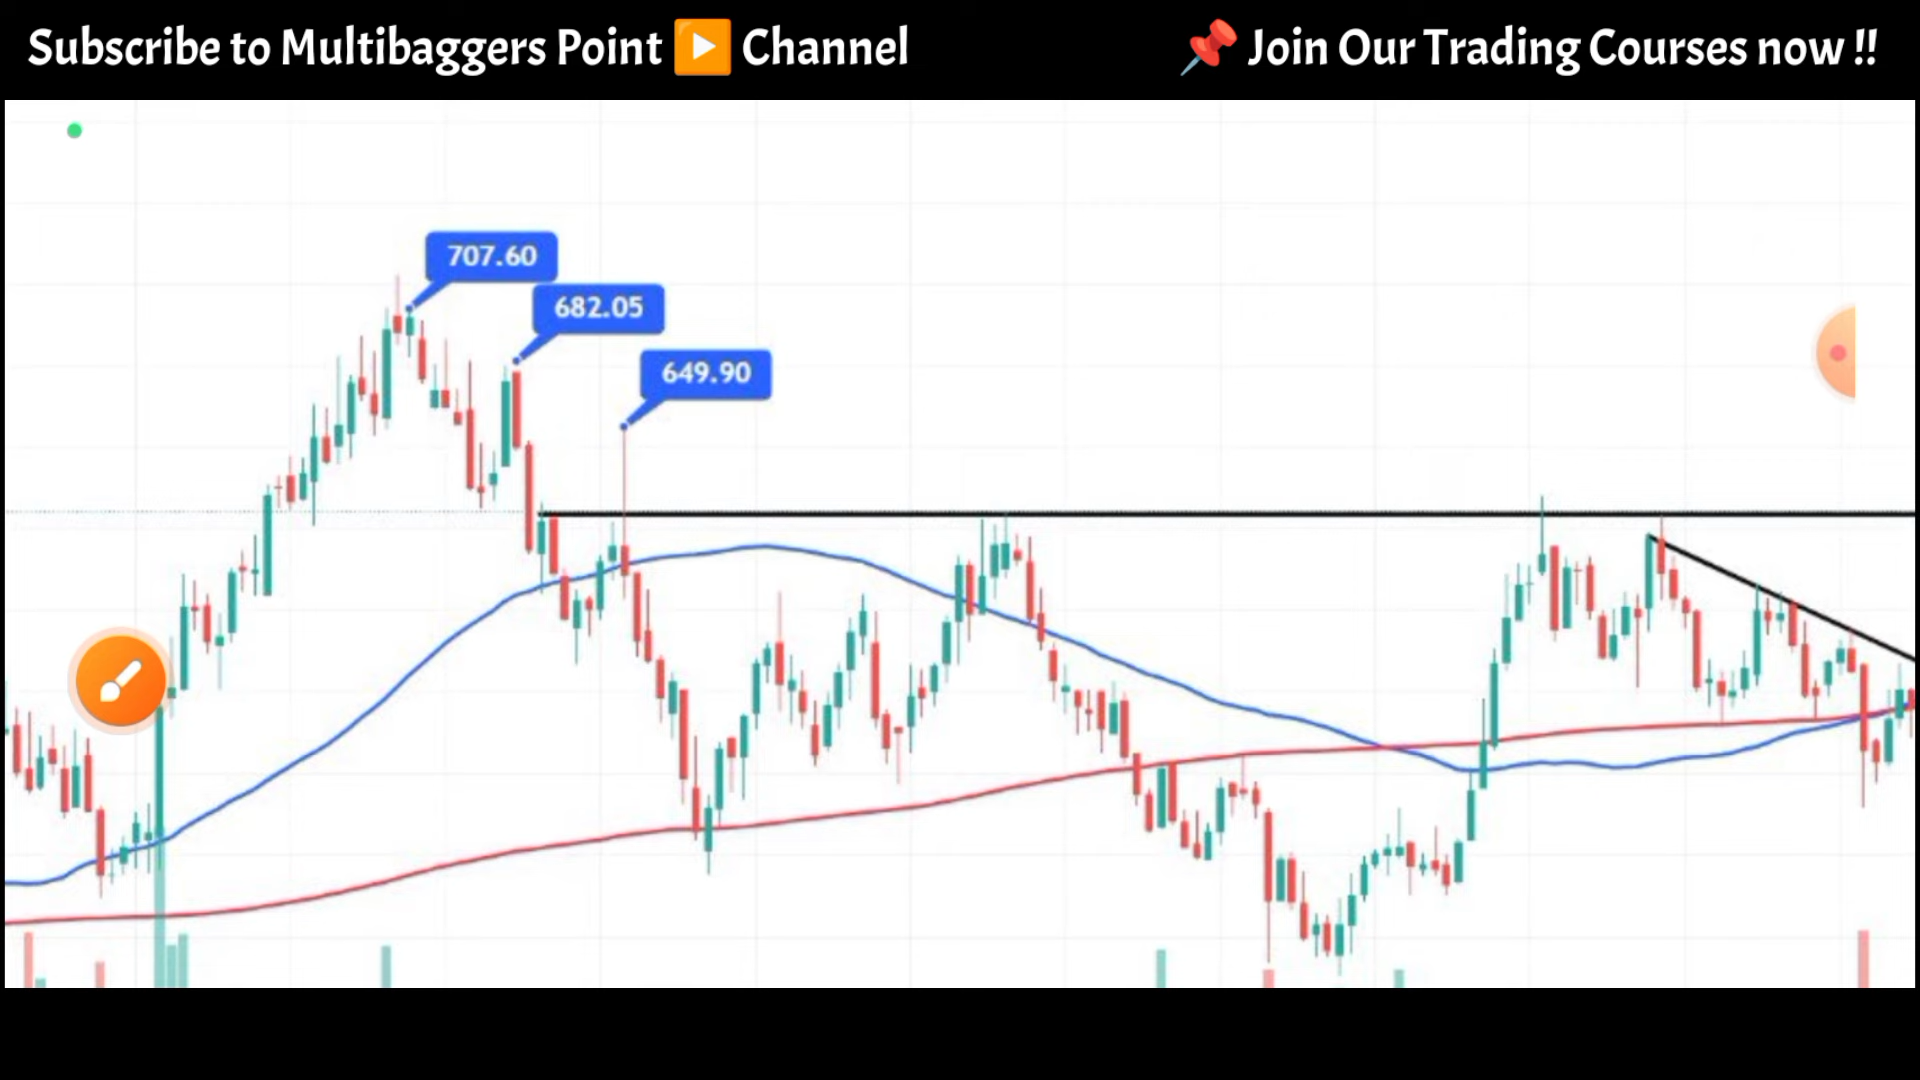 Subscribe to Multibaggers Point ▶️ Channel
📌 Join Our Trading Courses now !!
707.60
682.05
649.90